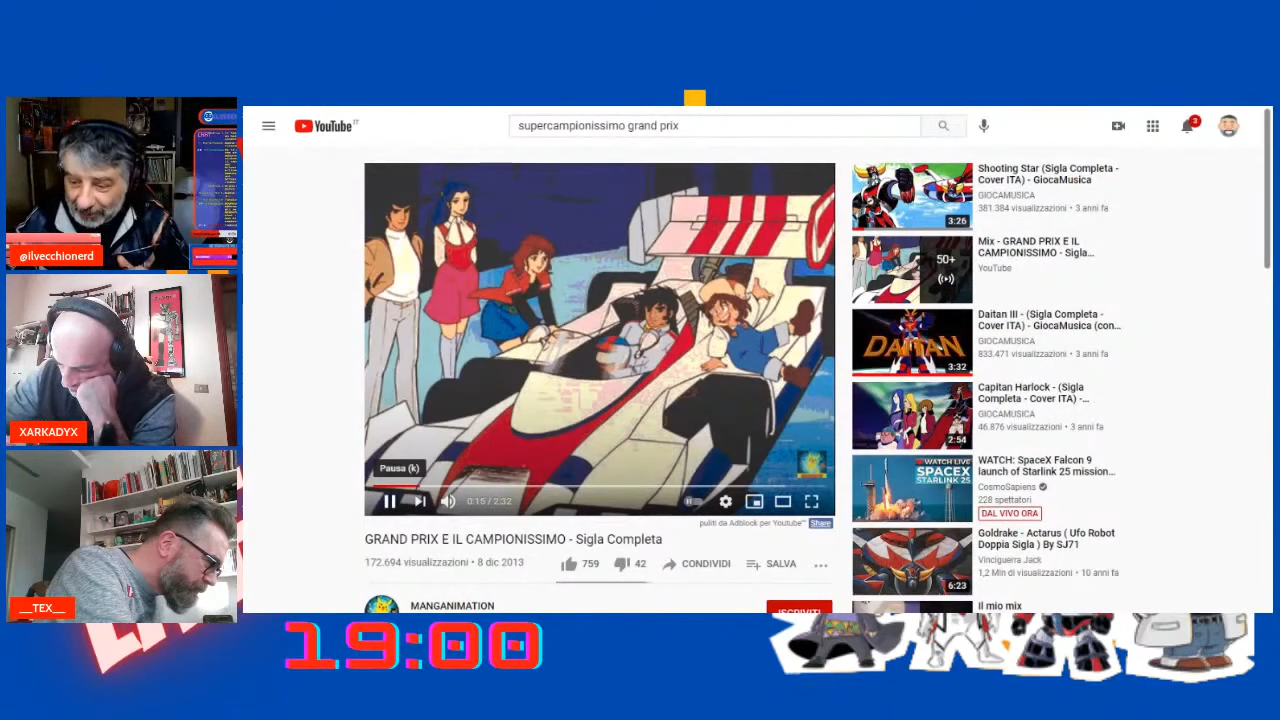 @ilvecchionerd
XARKADYX
__TEX__
YouTube IT
supercampionissimo grand prix
3
Pausa (k)
0:15 / 2:32
puliti da Adblock per Youtube™ Share
GRAND PRIX E IL CAMPIONISSIMO - Sigla Completa
172.694 visualizzazioni • 8 dic 2013
759
42
CONDIVIDI
SALVA
MANGANIMATION
ISCRIVITI
Shooting Star (Sigla Completa -
Cover ITA) - GiocaMusica
GIOCAMUSICA
381.384 visualizzazioni • 3 anni fa
3:26
Mix - GRAND PRIX E IL
CAMPIONISSIMO - Sigla...
YouTube
50+
Daitan III - (Sigla Completa -
Cover ITA) - GiocaMusica (con...
GIOCAMUSICA
833.471 visualizzazioni • 3 anni fa
DAITAN
3:32
Capitan Harlock - (Sigla
Completa - Cover ITA) -...
GIOCAMUSICA
46.876 visualizzazioni • 3 anni fa
2:54
WATCH: SpaceX Falcon 9
launch of Starlink 25 mission...
CosmoSapiens
228 spettatori
DAL VIVO ORA
WATCH LIVE
SPACEX
STARLINK 25
Goldrake - Actarus ( Ufo Robot
Doppia Sigla ) By SJ71
Vinciguerra Jack
1,2 Mln di visualizzazioni • 10 anni fa
6:23
Il mio mix
19:00